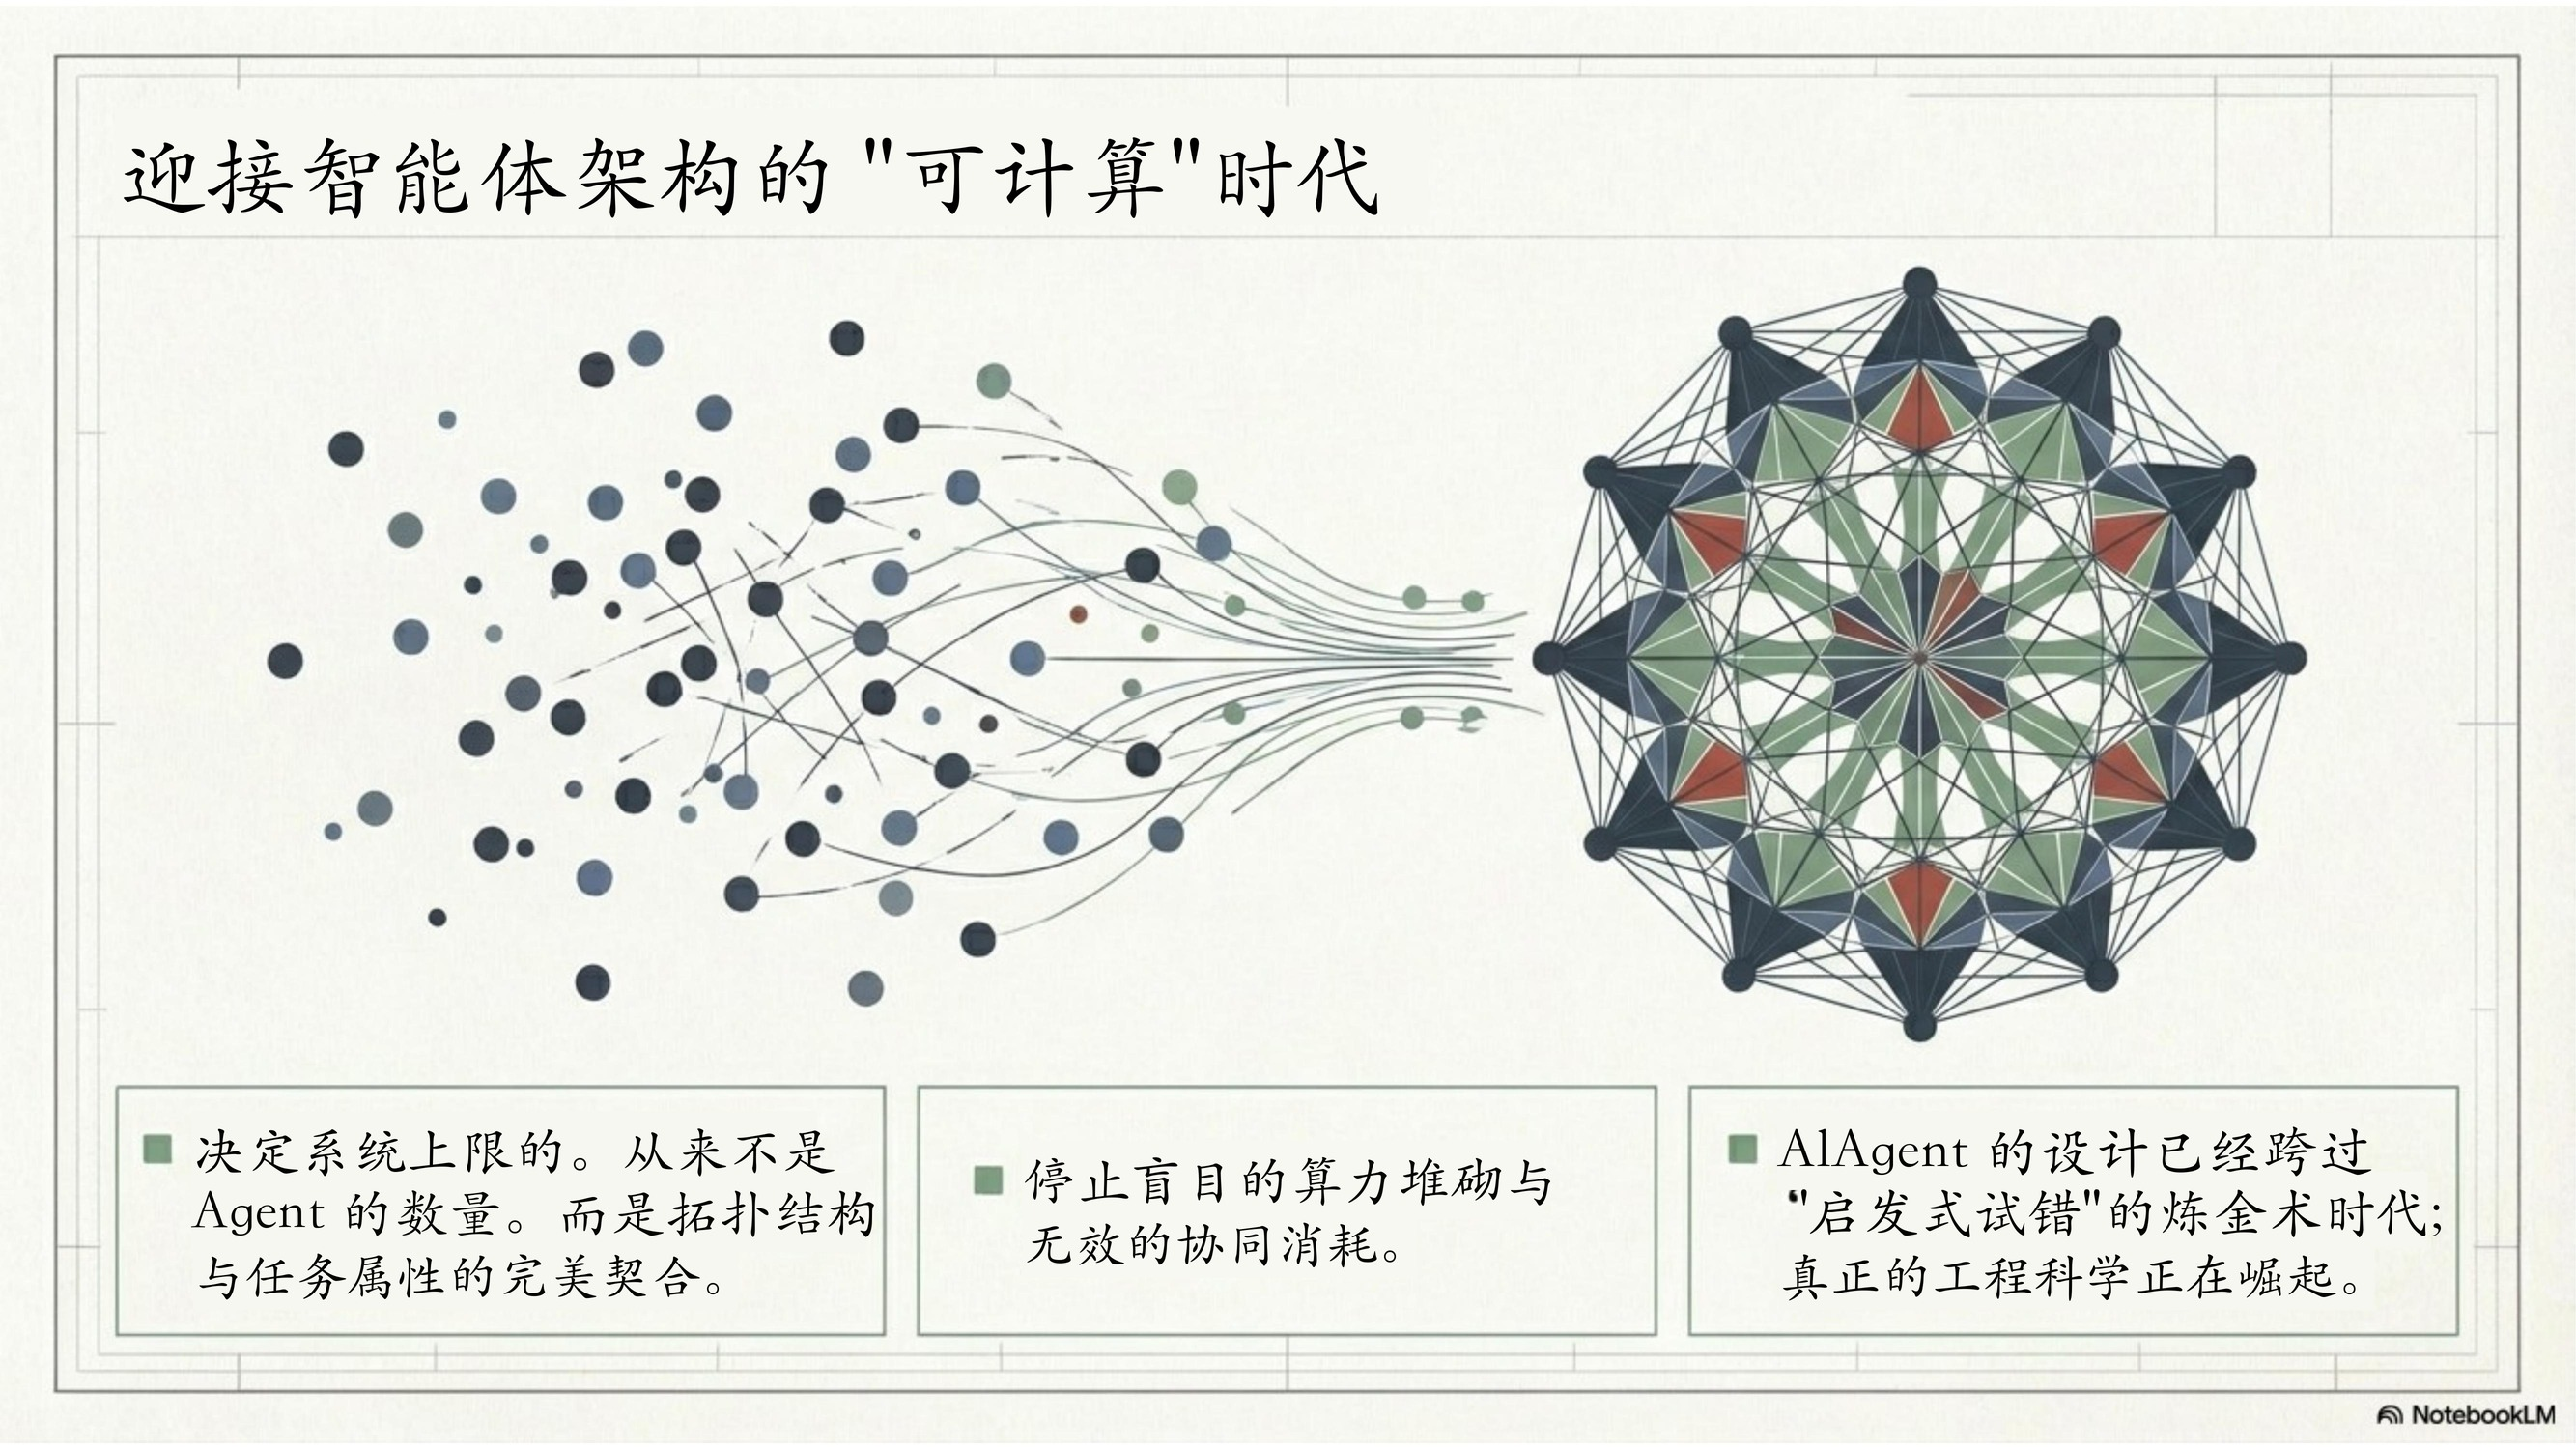 迎接智能体架构的 "可计算"时代
决定系统上限的。从来不是
Agent 的数量。而是拓扑结构
与任务属性的完美契合。
停止盲目的算力堆砌与
无效的协同消耗。
AlAgent 的设计已经跨过
"启发式试错"的炼金术时代;
真正的工程科学正在崛起。
NotebookLM